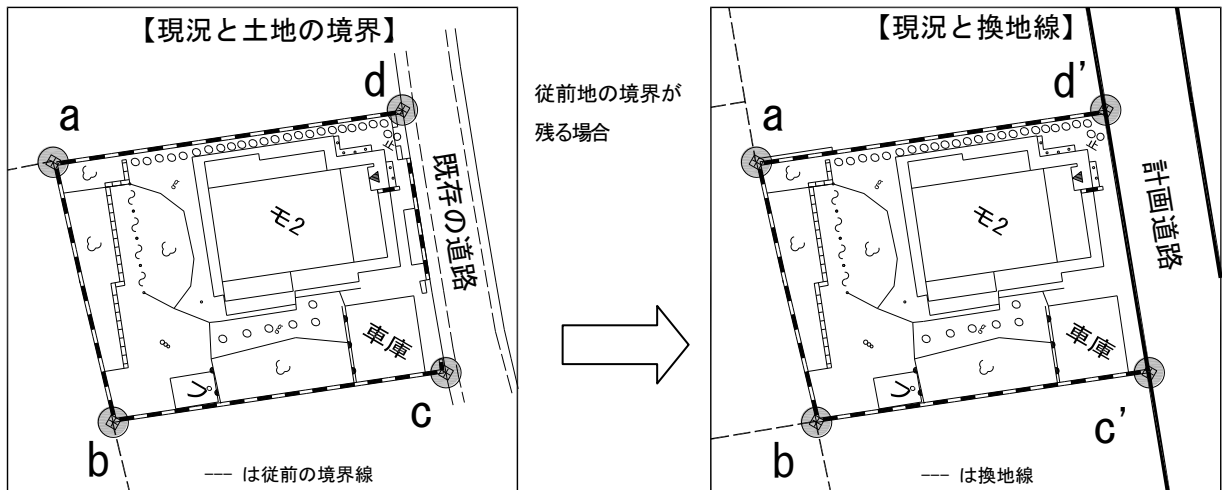 【現況と土地の境界】
d
a
既存の道路
モ2
車庫
c
b
--- は従前の境界線
従前地の境界が
残る場合
【現況と換地線】
d'
a
計画道路
モ2
車庫
c'
b
--- は換地線